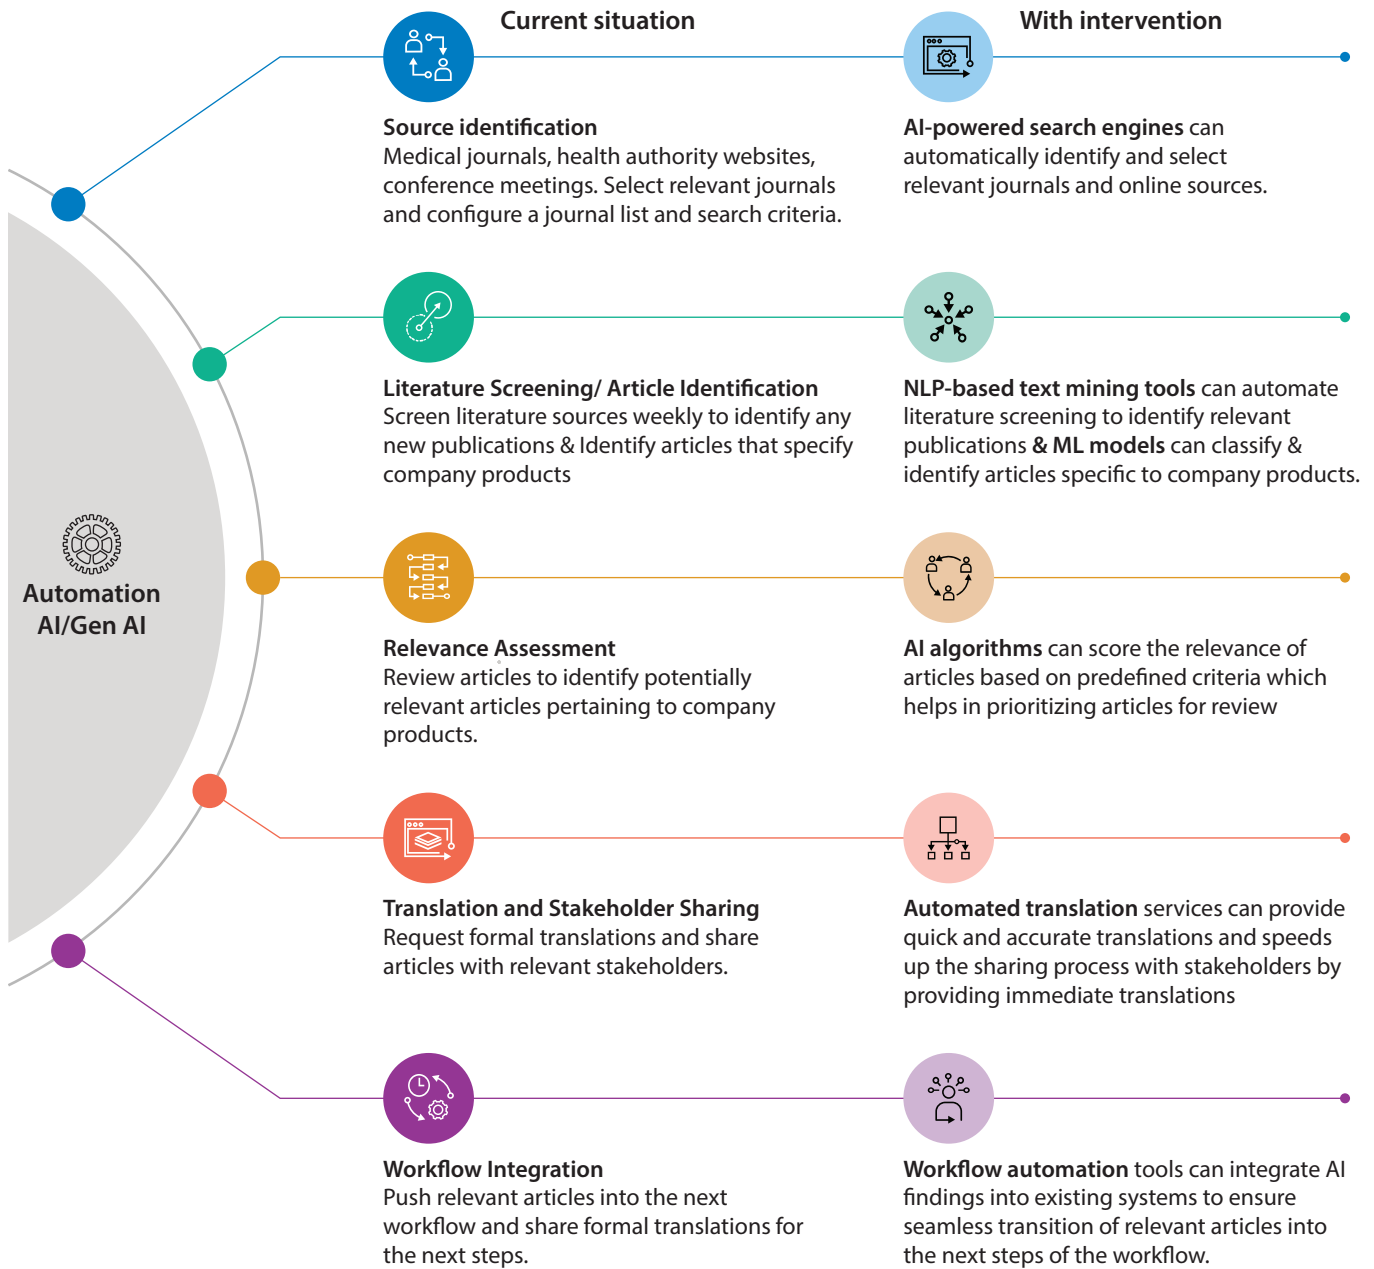 Current situation
With intervention
Automation
AI/Gen AI
Source identification
Medical journals, health authority websites,
conference meetings. Select relevant journals
and configure a journal list and search criteria.
AI-powered search engines can
automatically identify and select
relevant journals and online sources.
Literature Screening/ Article Identification
Screen literature sources weekly to identify any
new publications & Identify articles that specify
company products
NLP-based text mining tools can automate
literature screening to identify relevant
publications & ML models can classify &
identify articles specific to company products.
Relevance Assessment
Review articles to identify potentially
relevant articles pertaining to company
products.
AI algorithms can score the relevance of
articles based on predefined criteria which
helps in prioritizing articles for review
Translation and Stakeholder Sharing
Request formal translations and share
articles with relevant stakeholders.
Automated translation services can provide
quick and accurate translations and speeds
up the sharing process with stakeholders by
providing immediate translations
Workflow Integration
Push relevant articles into the next
workflow and share formal translations for
the next steps.
Workflow automation tools can integrate AI
findings into existing systems to ensure
seamless transition of relevant articles into
the next steps of the workflow.